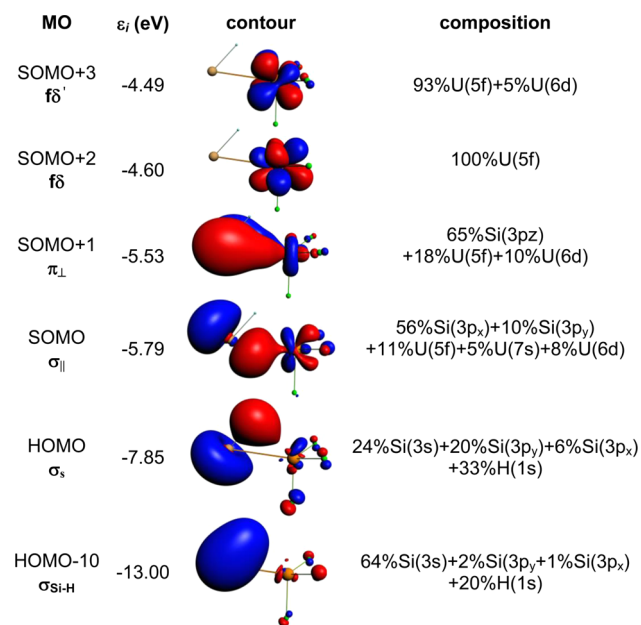 MO εᵢ (eV) contour composition
SOMO+3 -4.49 93%U(5f)+5%U(6d)
fδ'
SOMO+2 -4.60 100%U(5f)
fδ
SOMO+1 -5.53 65%Si(3pz)
π⊥ +18%U(5f)+10%U(6d)
SOMO -5.79 56%Si(3pₓ)+10%Si(3pᵧ)
σ|| +11%U(5f)+5%U(7s)+8%U(6d)
HOMO -7.85 24%Si(3s)+20%Si(3pᵧ)+6%Si(3pₓ)
σₛ +33%H(1s)
HOMO-10 -13.00 64%Si(3s)+2%Si(3pᵧ+1%Si(3pₓ)
σSi-H +20%H(1s)